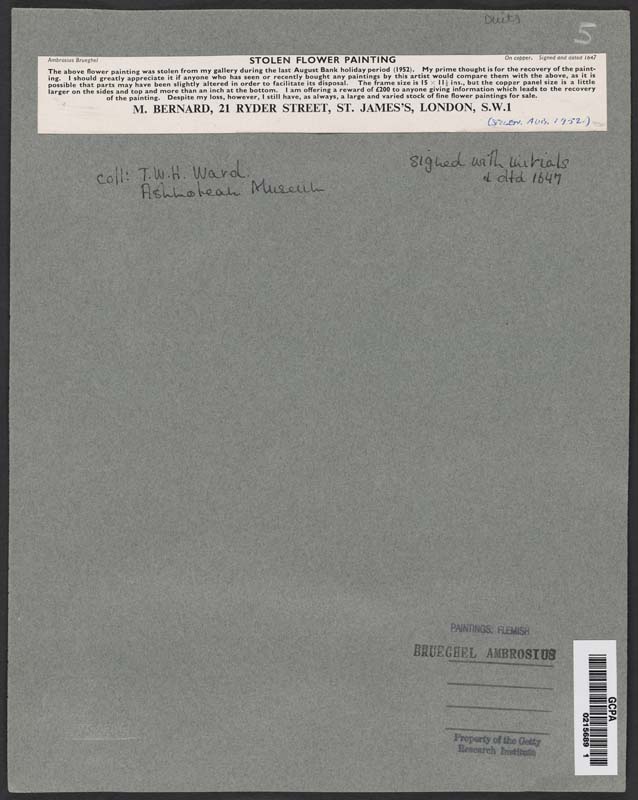 Duits
5
Ambrosius Brueghel
STOLEN FLOWER PAINTING
On copper. Signed and dated 1647
The above flower painting was stolen from my gallery during the last August Bank holiday period (1952). My prime thought is for the recovery of the paint-
ing. I should greatly appreciate it if anyone who has seen or recently bought any paintings by this artist would compare them with the above, as it is
possible that parts may have been slightly altered in order to facilitate its disposal. The frame size is 15 × 11½ ins., but the copper panel size is a little
larger on the sides and top and more than an inch at the bottom. I am offering a reward of £200 to anyone giving information which leads to the recovery
of the painting. Despite my loss, however, I still have, as always, a large and varied stock of fine flower paintings for sale.
M. BERNARD, 21 RYDER STREET, ST. JAMES'S, LONDON, S.W.1
(STOLEN. AUG. 1952.)
coll: T.W.H. Ward.
Ashmolean Museum
signed with initials
& dtd 1647
PAINTINGS, FLEMISH
BRUEGHEL AMBROSIUS
Property of the Getty
Research Institute
GCPA
0215689 1